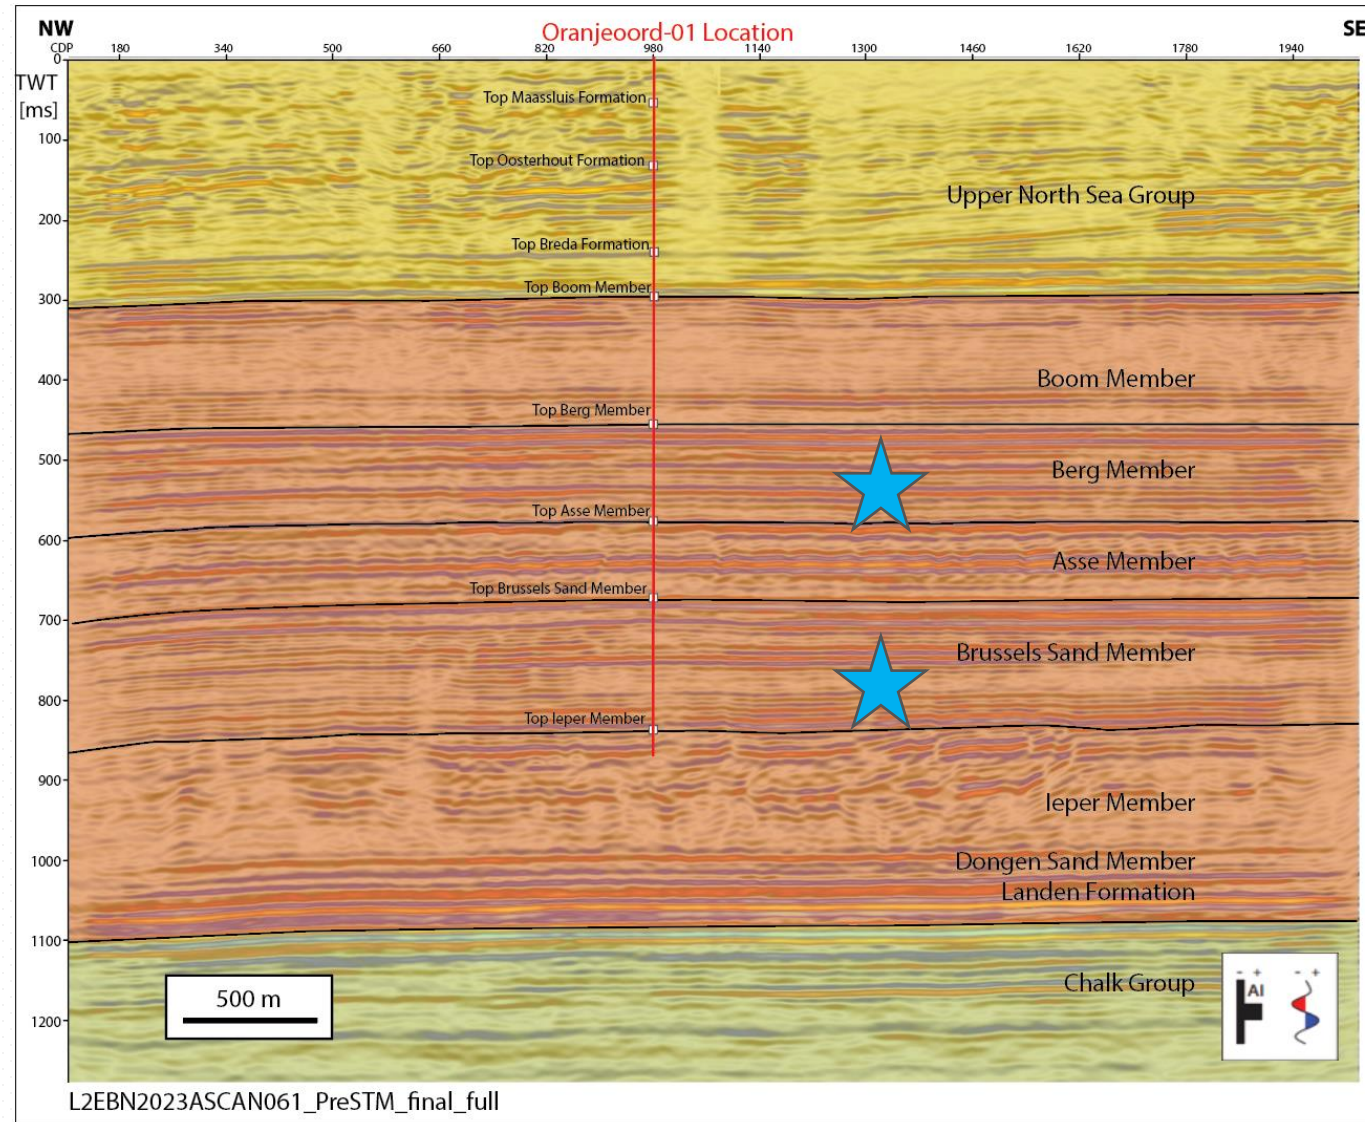 NW
Oranjeoord-01 Location
SE
CDP 180 340 500 660 820 980 1140 1300 1460 1620 1780 1940
0
TWT
[ms]
Top Maassluis Formation
100
Top Oosterhout Formation
Upper North Sea Group
200
Top Breda Formation
Top Boom Member
300
Boom Member
400
Top Berg Member
500
Berg Member
Top Asse Member
600
Asse Member
Top Brussels Sand Member
700
Brussels Sand Member
800
Top Ieper Member
900
Ieper Member
1000
Dongen Sand Member
Landen Formation
1100
Chalk Group
- + - +
AI
500 m
1200
L2EBN2023ASCAN061_PreSTM_final_full